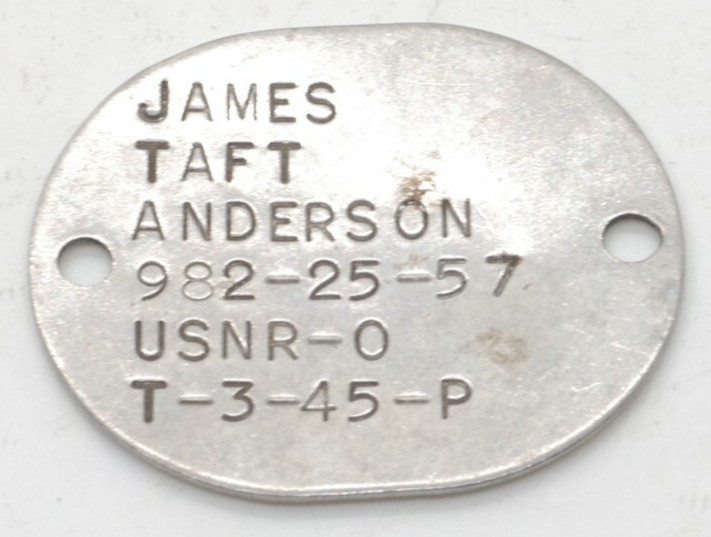 JAMES
TAFT
ANDERSON
982-25-57
USNR-O
T-3-45-P